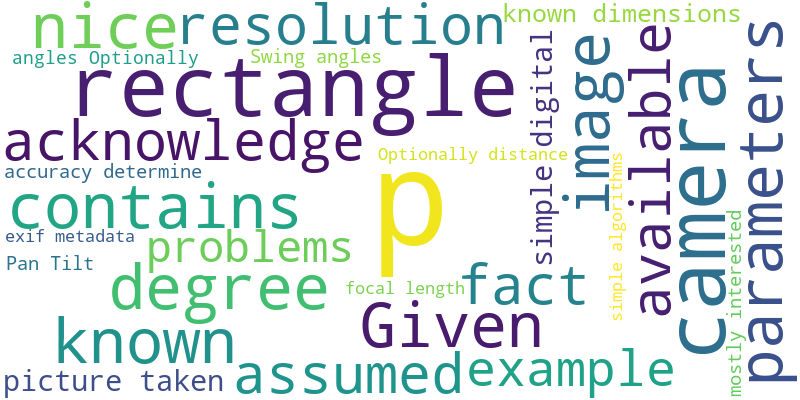 nice
resolution
known dimensions
angles Optionally
Swing angles
rectangle
acknowledge
Optionally distance
accuracy determine
p
contains
exif metadata
problems
Pan Tilt
degree
focal length
fact
known
Given
picture taken
assumed
example
simple digital
image
simple algorithms
available
camera
mostly interested
parameters